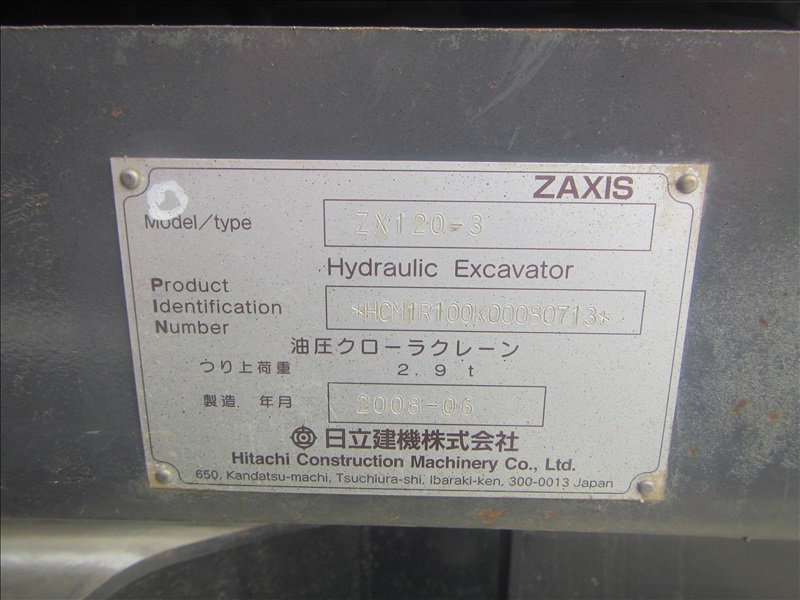 ZAXIS
Model/type ZX120-3
Hydraulic Excavator
Product
Identification
Number
*HCM1R100K00080713*
油圧クローラクレーン
つり上荷重 2.9 t
製造 年月 2008-06
日立建機株式会社
Hitachi Construction Machinery Co., Ltd.
650, Kandatsu-machi, Tsuchiura-shi, Ibaraki-ken, 300-0013 Japan